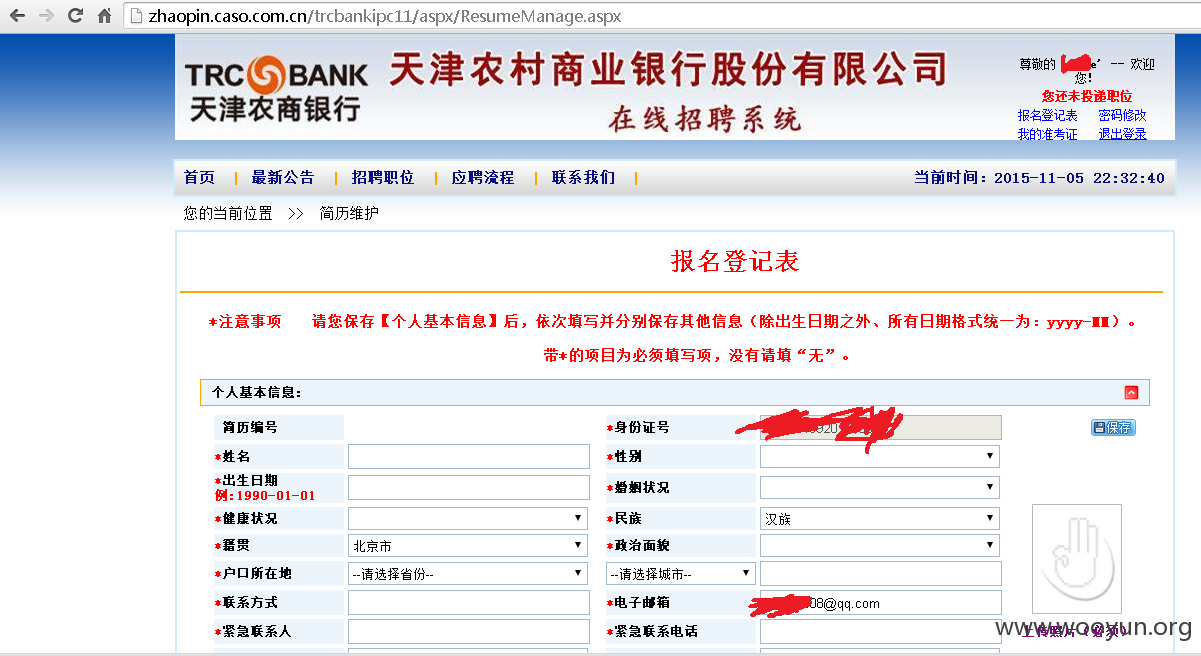 zhaopin.caso.com.cn/trcbankipc11/aspx/ResumeManage.aspx
TRC BANK
天津农商银行
天津农村商业银行股份有限公司
在线招聘系统
尊敬的 e' -- 欢迎
您!
您还未投递职位
报名登记表 密码修改
我的准考证 退出登录
首页 | 最新公告 | 招聘职位 | 应聘流程 | 联系我们 |
当前时间：2015-11-05 22:32:40
您的当前位置 >> 简历维护
报名登记表
*注意事项 请您保存【个人基本信息】后，依次填写并分别保存其他信息（除出生日期之外、所有日期格式统一为：yyyy-MM）。
带*的项目为必须填写项，没有请填“无”。
个人基本信息：
简历编号 *身份证号 保存
*姓名 *性别
*出生日期
例:1990-01-01
*婚姻状况
*健康状况 *民族 汉族
*籍贯 北京市 *政治面貌
*户口所在地 --请选择省份-- --请选择城市--
*联系方式 *电子邮箱 08@qq.com
*紧急联系人 *紧急联系电话
上传照片(必须)
www.wooyun.org